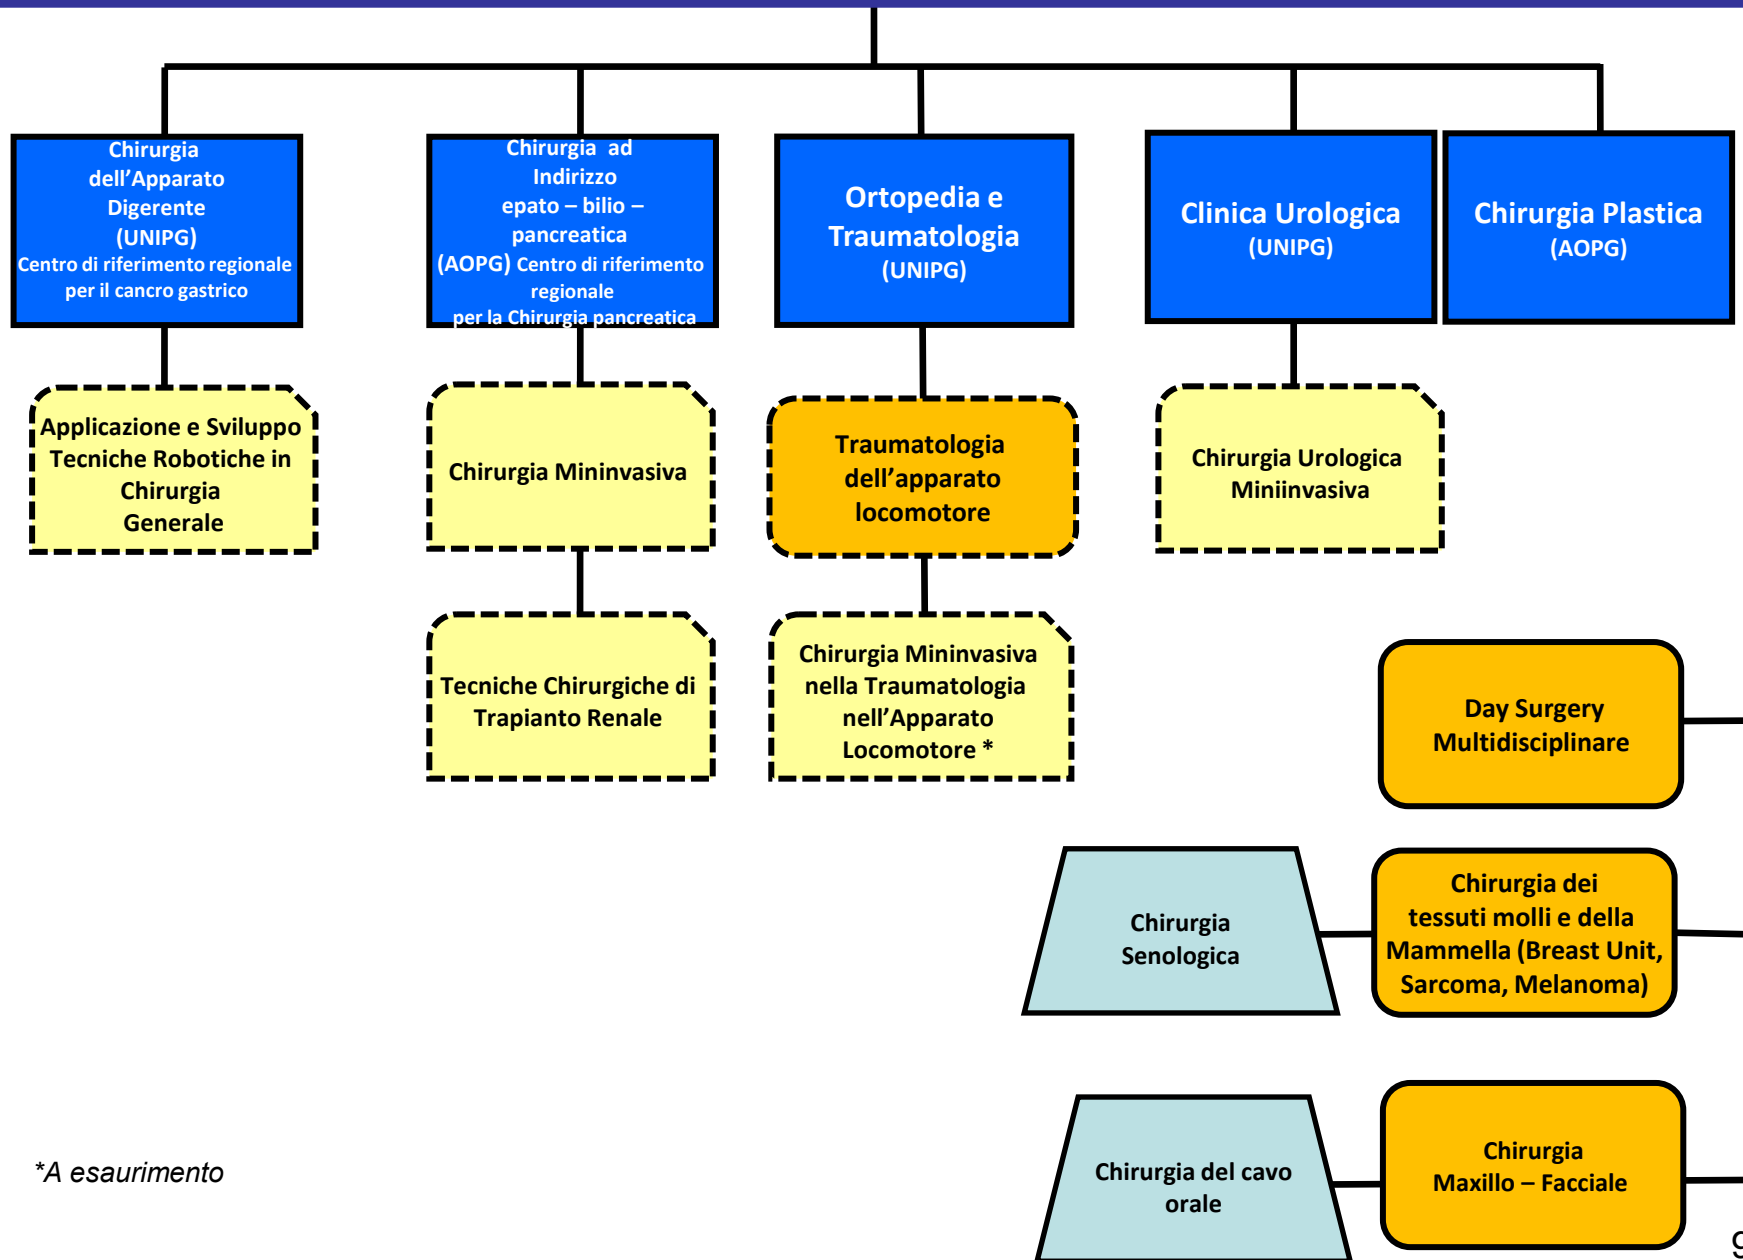 Chirurgia
dell’Apparato
Digerente
(UNIPG)
Centro di riferimento regionale
per il cancro gastrico
Chirurgia ad
Indirizzo
epato – bilio –
pancreatica
(AOPG) Centro di riferimento
regionale
per la Chirurgia pancreatica
Ortopedia e
Traumatologia
(UNIPG)
Clinica Urologica
(UNIPG)
Chirurgia Plastica
(AOPG)
Applicazione e Sviluppo
Tecniche Robotiche in
Chirurgia
Generale
Chirurgia Mininvasiva
Traumatologia
dell’apparato
locomotore
Chirurgia Urologica
Miniinvasiva
Tecniche Chirurgiche di
Trapianto Renale
Chirurgia Mininvasiva
nella Traumatologia
nell’Apparato
Locomotore *
Day Surgery
Multidisciplinare
Chirurgia
Senologica
Chirurgia dei
tessuti molli e della
Mammella (Breast Unit,
Sarcoma, Melanoma)
Chirurgia del cavo
orale
Chirurgia
Maxillo – Facciale
*A esaurimento